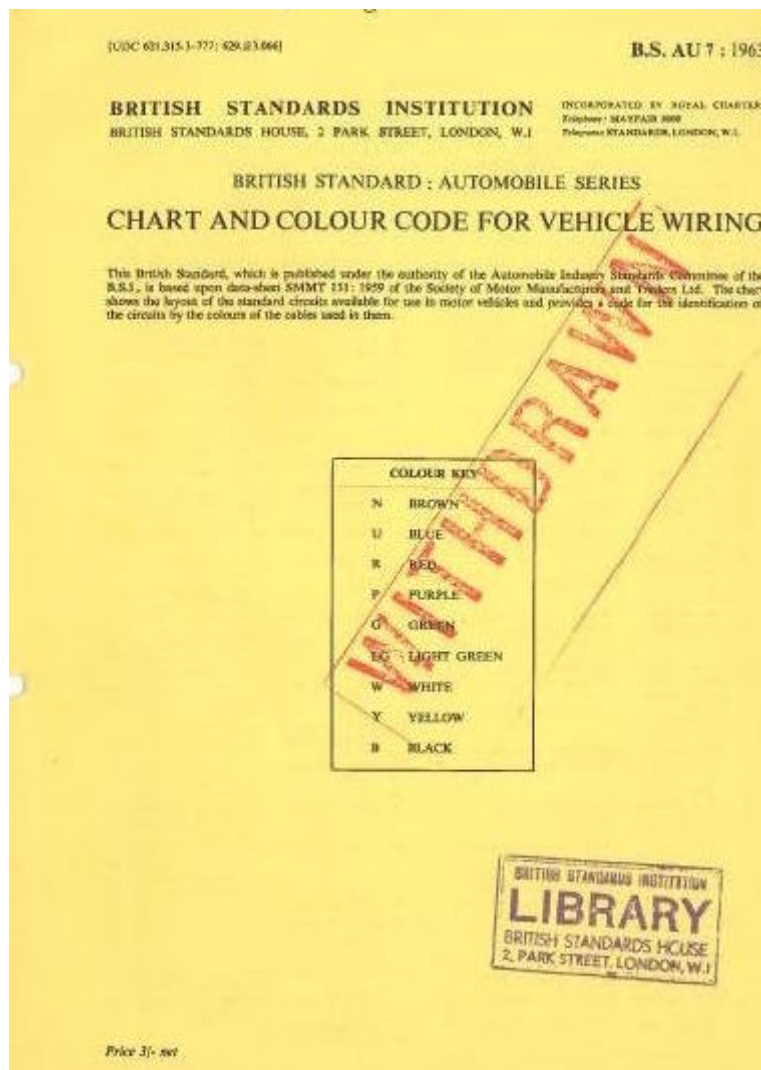 [UDC 621.315.3-777: 629.113.066]
B.S. AU 7 : 1963
BRITISH STANDARDS INSTITUTION
BRITISH STANDARDS HOUSE, 2 PARK STREET, LONDON, W.1
INCORPORATED BY ROYAL CHARTER
Telephone: MAYFAIR 9000
Telegrams: STANDARDS, LONDON, W.1.
BRITISH STANDARD : AUTOMOBILE SERIES
CHART AND COLOUR CODE FOR VEHICLE WIRING
This British Standard, which is published under the authority of the Automobile Industry Standards Committee of the
B.S.I., is based upon data-sheet SMMT 151: 1959 of the Society of Motor Manufacturers and Traders Ltd. The chart
shows the layout of the standard circuits available for use in motor vehicles and provides a code for the identification of
the circuits by the colours of the cables used in them.
WITHDRAWN
COLOUR KEY
N BROWN
U BLUE
R RED
P PURPLE
G GREEN
LG LIGHT GREEN
W WHITE
Y YELLOW
B BLACK
BRITISH STANDARDS INSTITUTION
LIBRARY
BRITISH STANDARDS HOUSE
2, PARK STREET, LONDON, W.1
Price 3/- net